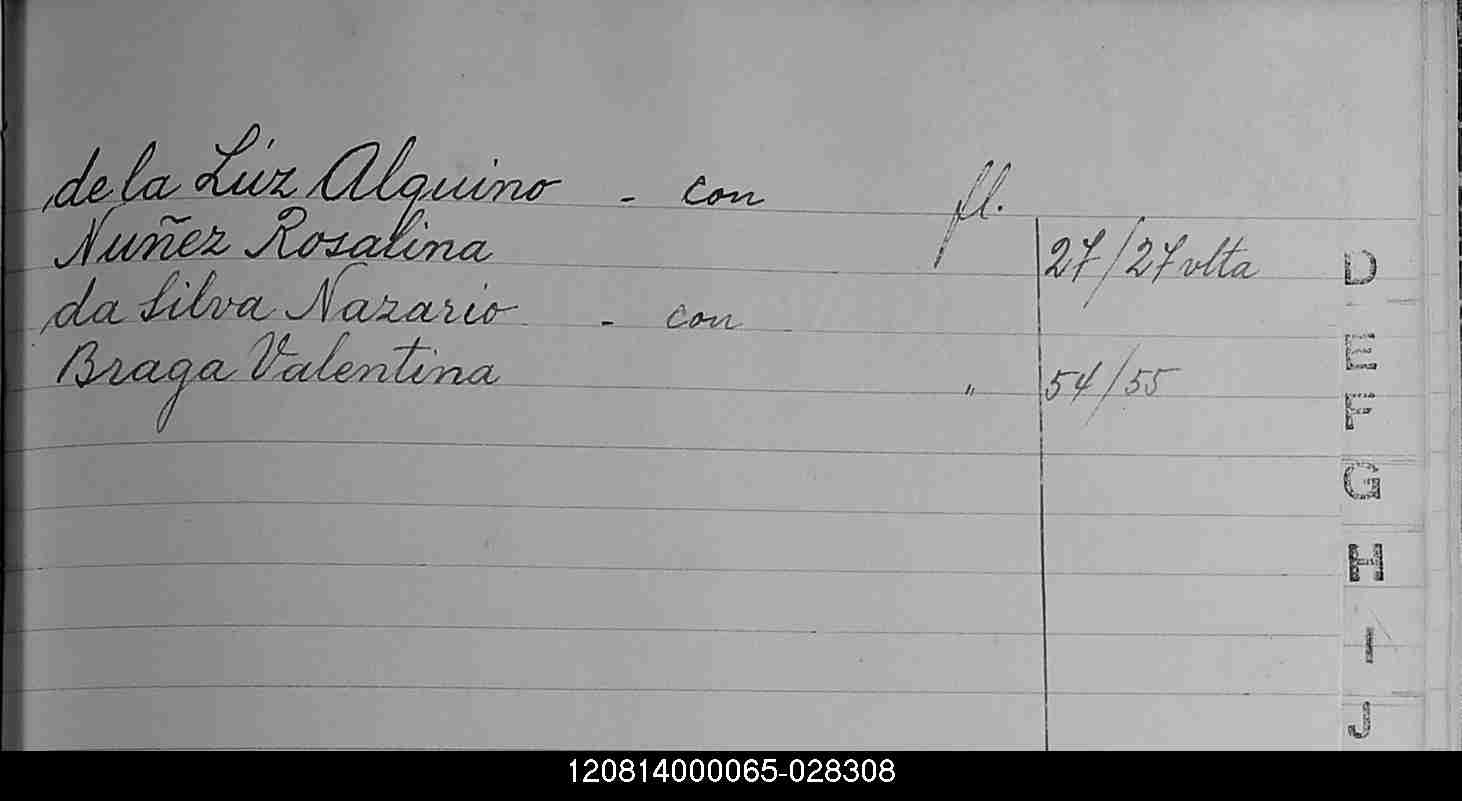 de la Lúz Alquino - con fl.
Nuñez Rosalina 27/27 vlta
da Silva Nazario - con
Braga Valentina " 54/55
D
E
F
G
H
I
J
120814000065-028308